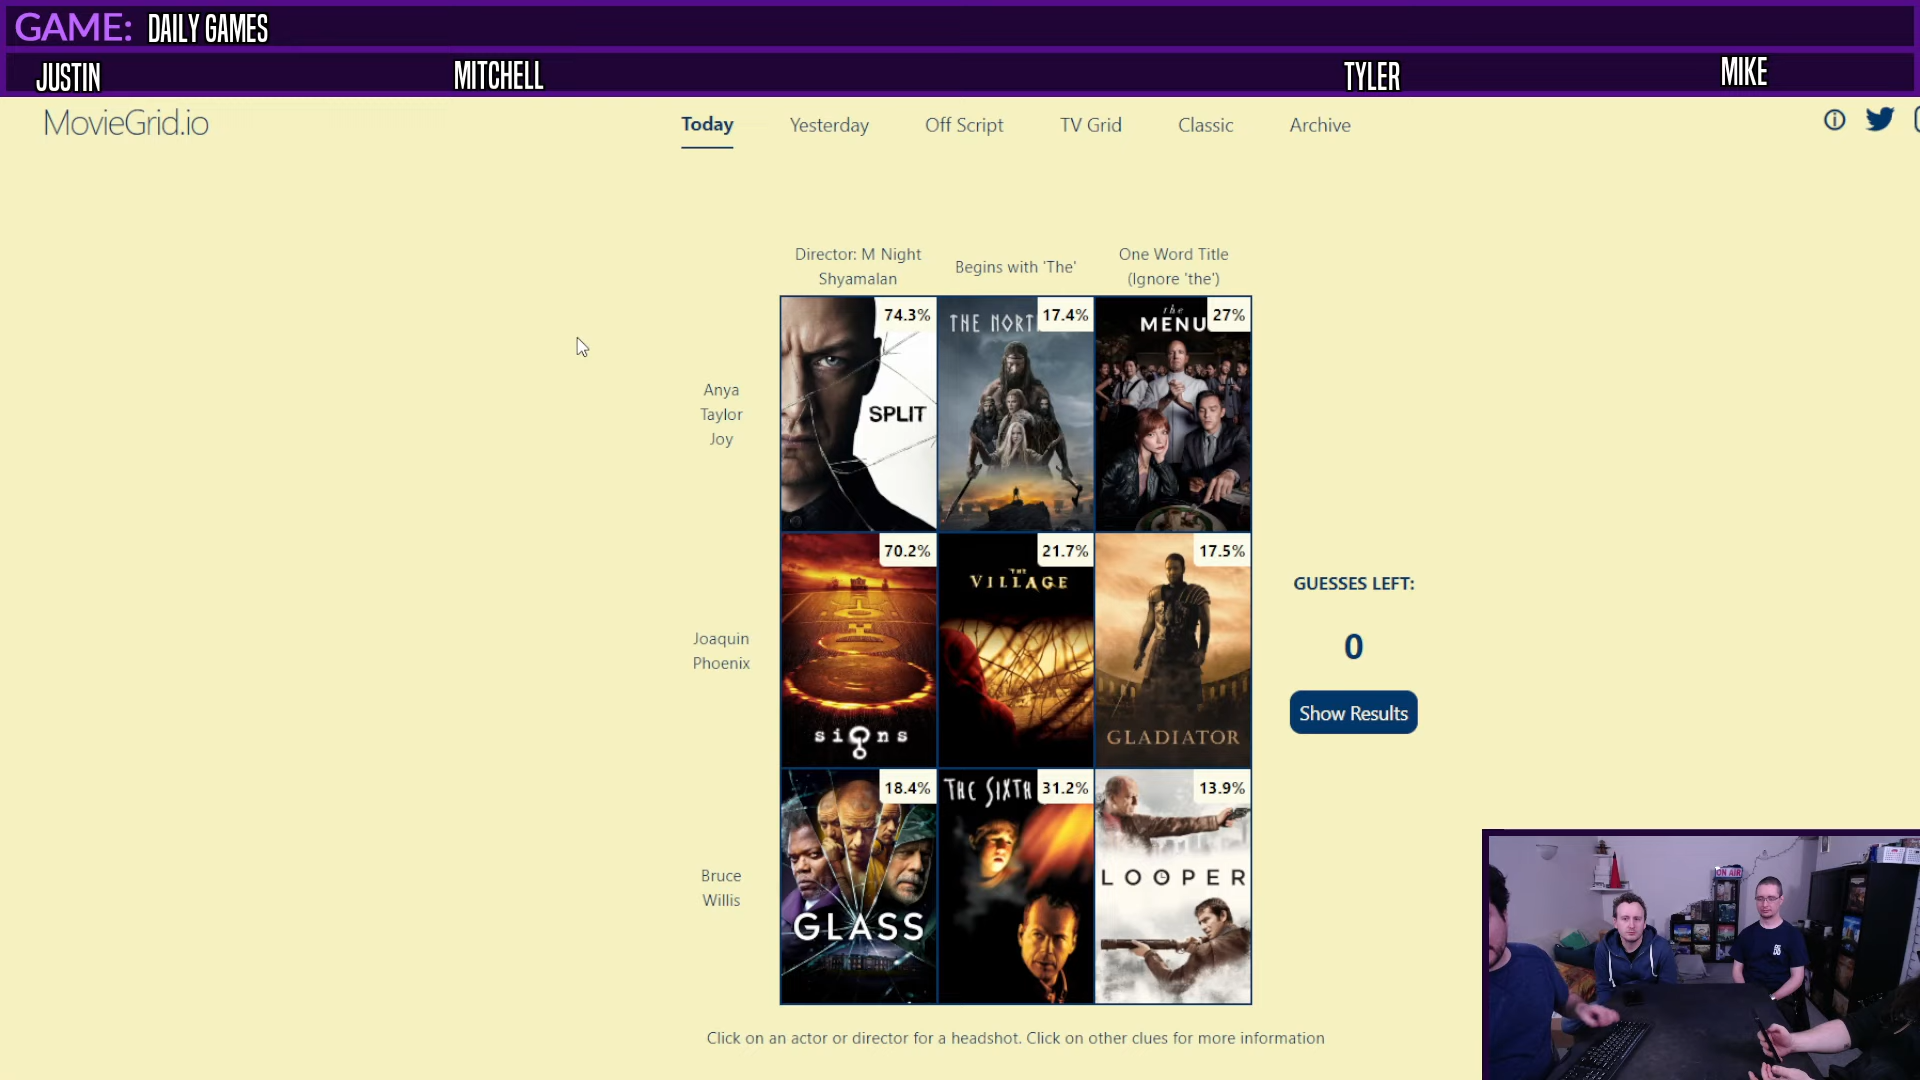 GAME: DAILY GAMES
JUSTIN MITCHELL TYLER MIKE
MovieGrid.io
Today Yesterday Off Script TV Grid Classic Archive
Director: M Night
Shyamalan
Begins with 'The'
One Word Title
(Ignore 'the')
Anya
Taylor
Joy
74.3%
SPLIT
THE NORT
17.4%
the
MENU
27%
Joaquin
Phoenix
70.2%
signs
21.7%
THE
VILLAGE
17.5%
GLADIATOR
GUESSES LEFT:
0
Show Results
Bruce
Willis
18.4%
GLASS
THE SIXTH
31.2%
13.9%
LOOPER
ON AIR
Click on an actor or director for a headshot. Click on other clues for more information